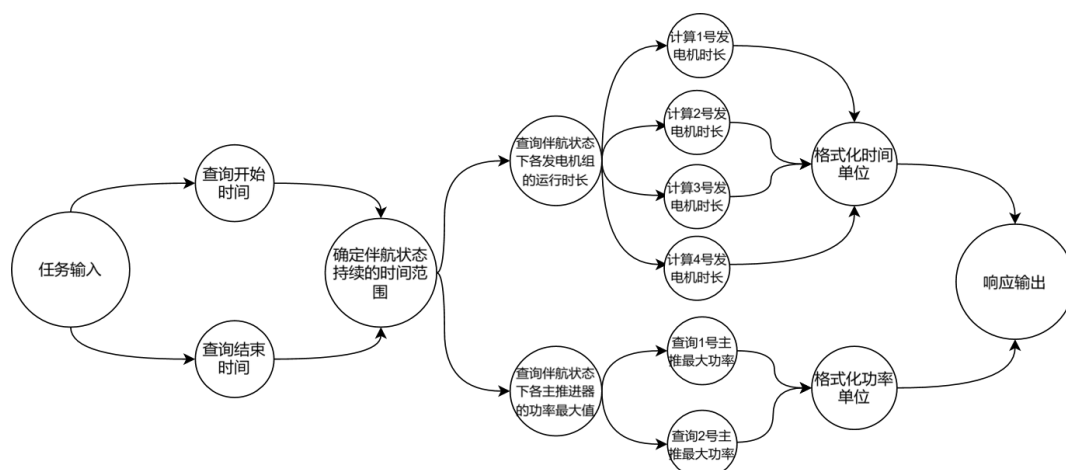 任务输入
查询开始
时间
查询结束
时间
确定伴航状态
持续的时间范
围
查询伴航状态
下各发电机组
的运行时长
计算1号发
电机时长
计算2号发
电机时长
计算3号发
电机时长
计算4号发
电机时长
格式化时间
单位
查询伴航状态
下各主推进器
的功率最大值
查询1号主
推最大功率
查询2号主
推最大功率
格式化功率
单位
响应输出